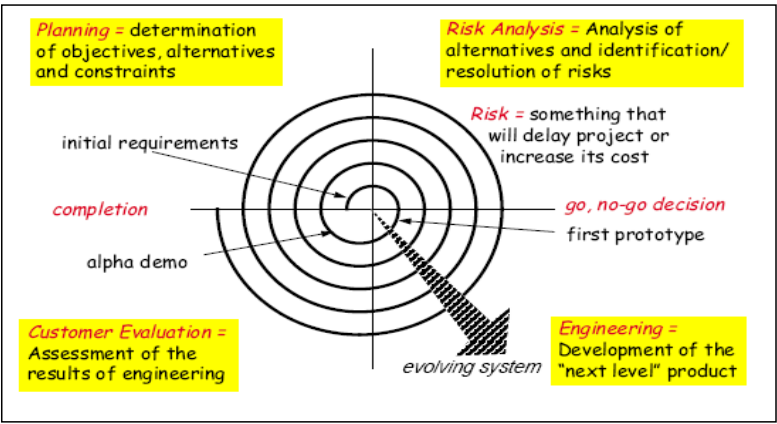 Planning = determination
of objectives, alternatives
and constraints
Risk Analysis = Analysis of
alternatives and identification/
resolution of risks
Risk = something that
will delay project or
increase its cost
initial requirements
completion
go, no-go decision
first prototype
alpha demo
Customer Evaluation =
Assessment of the
results of engineering
Engineering =
Development of the
“next level” product
evolving system